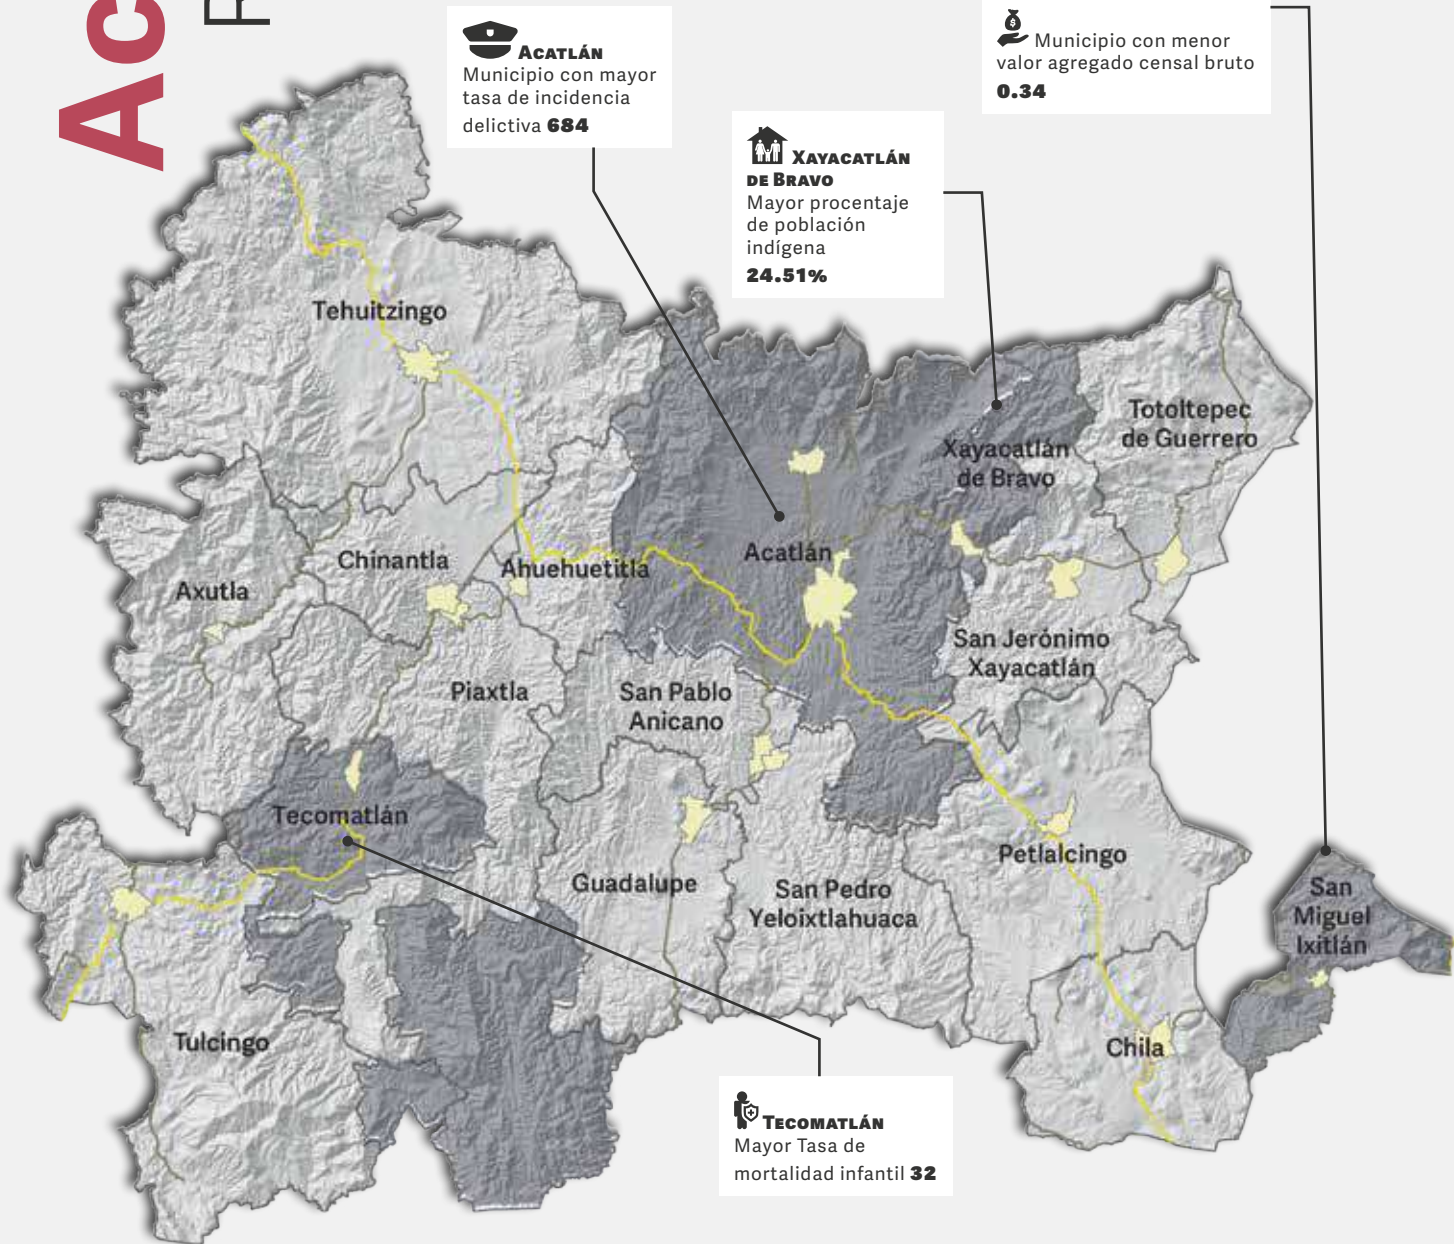 Ac
ACATLÁN
Municipio con mayor
tasa de incidencia
delictiva 684
Municipio con menor
valor agregado censal bruto
0.34
XAYACATLÁN
DE BRAVO
Mayor procentaje
de población
indígena
24.51%
Tehuitzingo
Totoltepec
de Guerrero
Xayacatlán
de Bravo
Acatlán
Chinantla
Ahuehuetitla
Axutla
San Jerónimo
Xayacatlán
Piaxtla
San Pablo
Anicano
Tecomatlán
Petlalcingo
Guadalupe
San Pedro
Yeloixtlahuaca
San
Miguel
Ixitlán
Tulcingo
Chila
TECOMATLÁN
Mayor Tasa de
mortalidad infantil 32